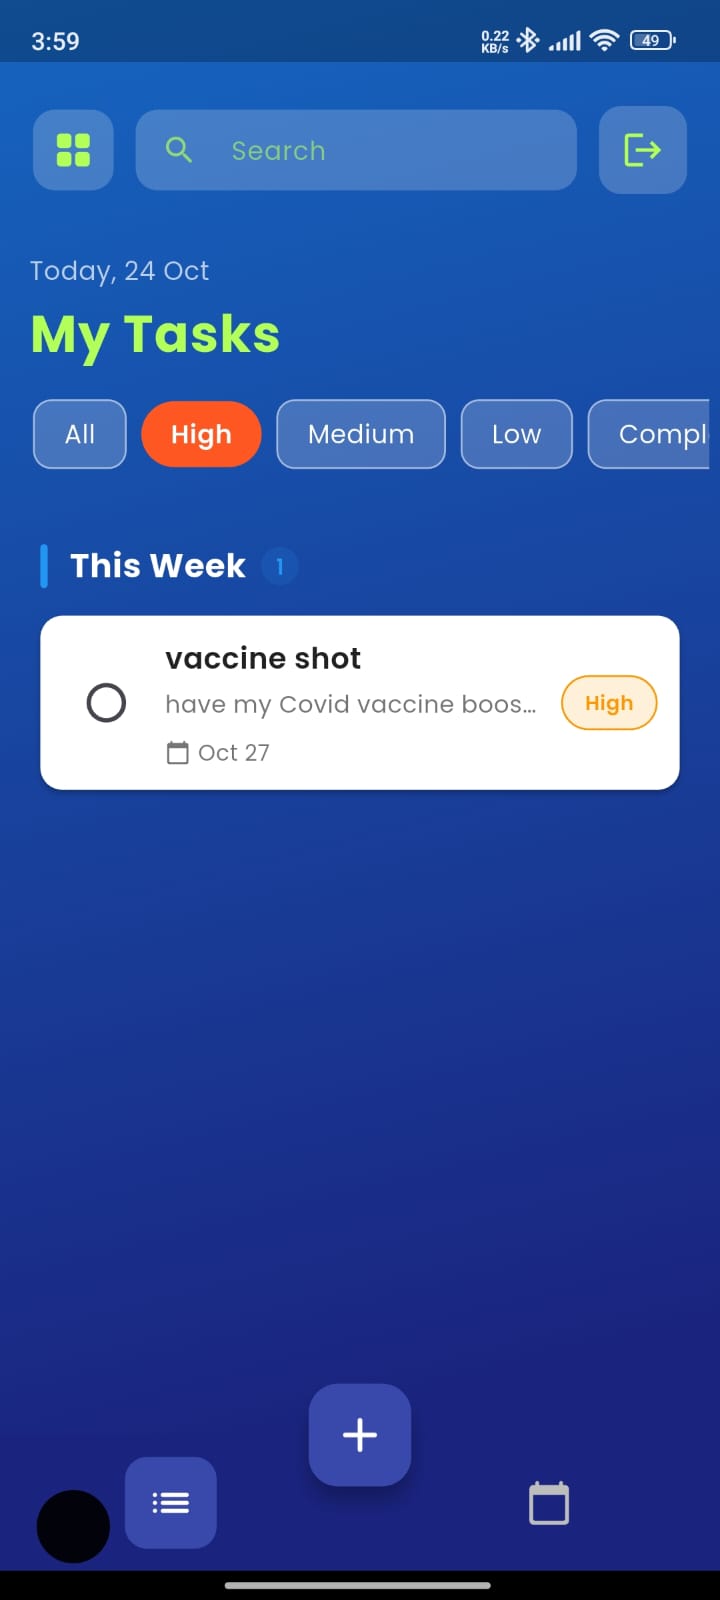 3:59
0.22
KB/s
49
Search
Today, 24 Oct
My Tasks
All High Medium Low Compl
This Week 1
vaccine shot
have my Covid vaccine boos...
High
Oct 27